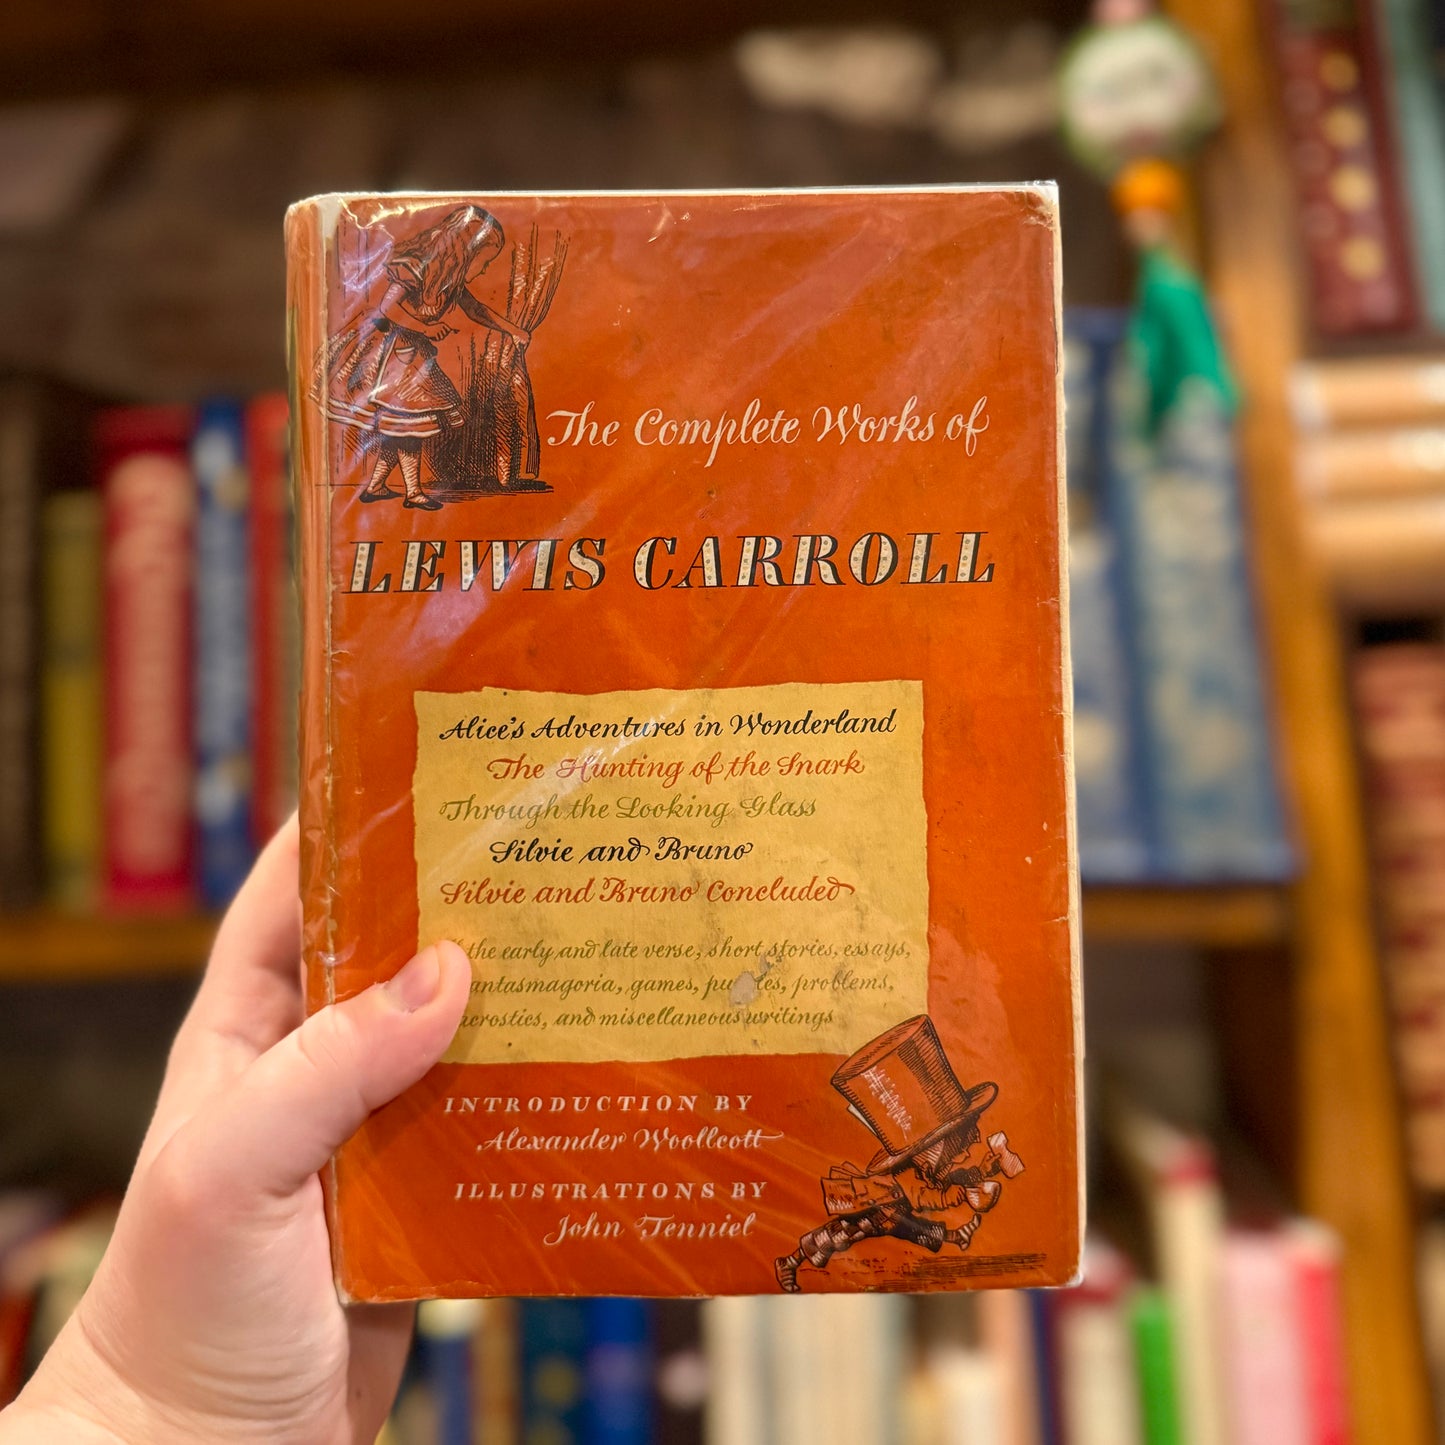 The Complete Works of
LEWIS CARROLL
Alice's Adventures in Wonderland
The Hunting of the Snark
Through the Looking Glass
Silvie and Bruno
Silvie and Bruno Concluded
the early and late verse, short stories, essays,
games, problems,
and miscellaneous writings
INTRODUCTION BY
Alexander Woollcott
ILLUSTRATIONS BY
John Tenniel